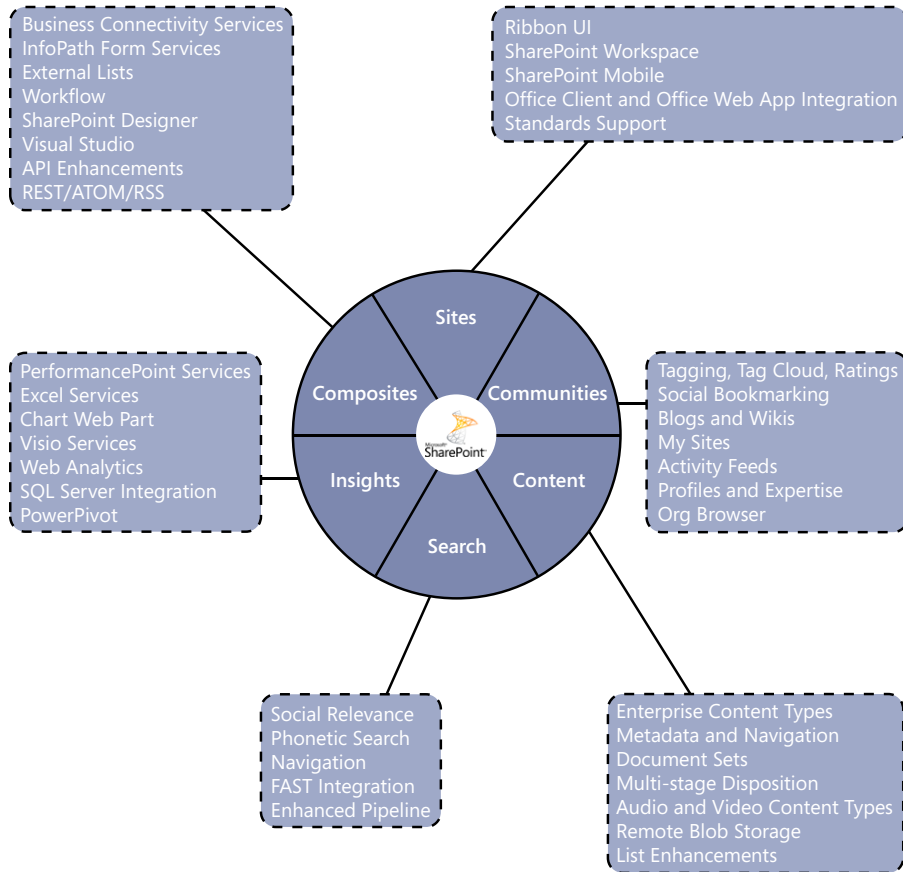 Business Connectivity Services
InfoPath Form Services
External Lists
Workflow
SharePoint Designer
Visual Studio
API Enhancements
REST/ATOM/RSS
Ribbon UI
SharePoint Workspace
SharePoint Mobile
Office Client and Office Web App Integration
Standards Support
Sites
Composites
Communities
Microsoft
SharePoint
Insights
Content
Search
PerformancePoint Services
Excel Services
Chart Web Part
Visio Services
Web Analytics
SQL Server Integration
PowerPivot
Tagging, Tag Cloud, Ratings
Social Bookmarking
Blogs and Wikis
My Sites
Activity Feeds
Profiles and Expertise
Org Browser
Social Relevance
Phonetic Search
Navigation
FAST Integration
Enhanced Pipeline
Enterprise Content Types
Metadata and Navigation
Document Sets
Multi-stage Disposition
Audio and Video Content Types
Remote Blob Storage
List Enhancements